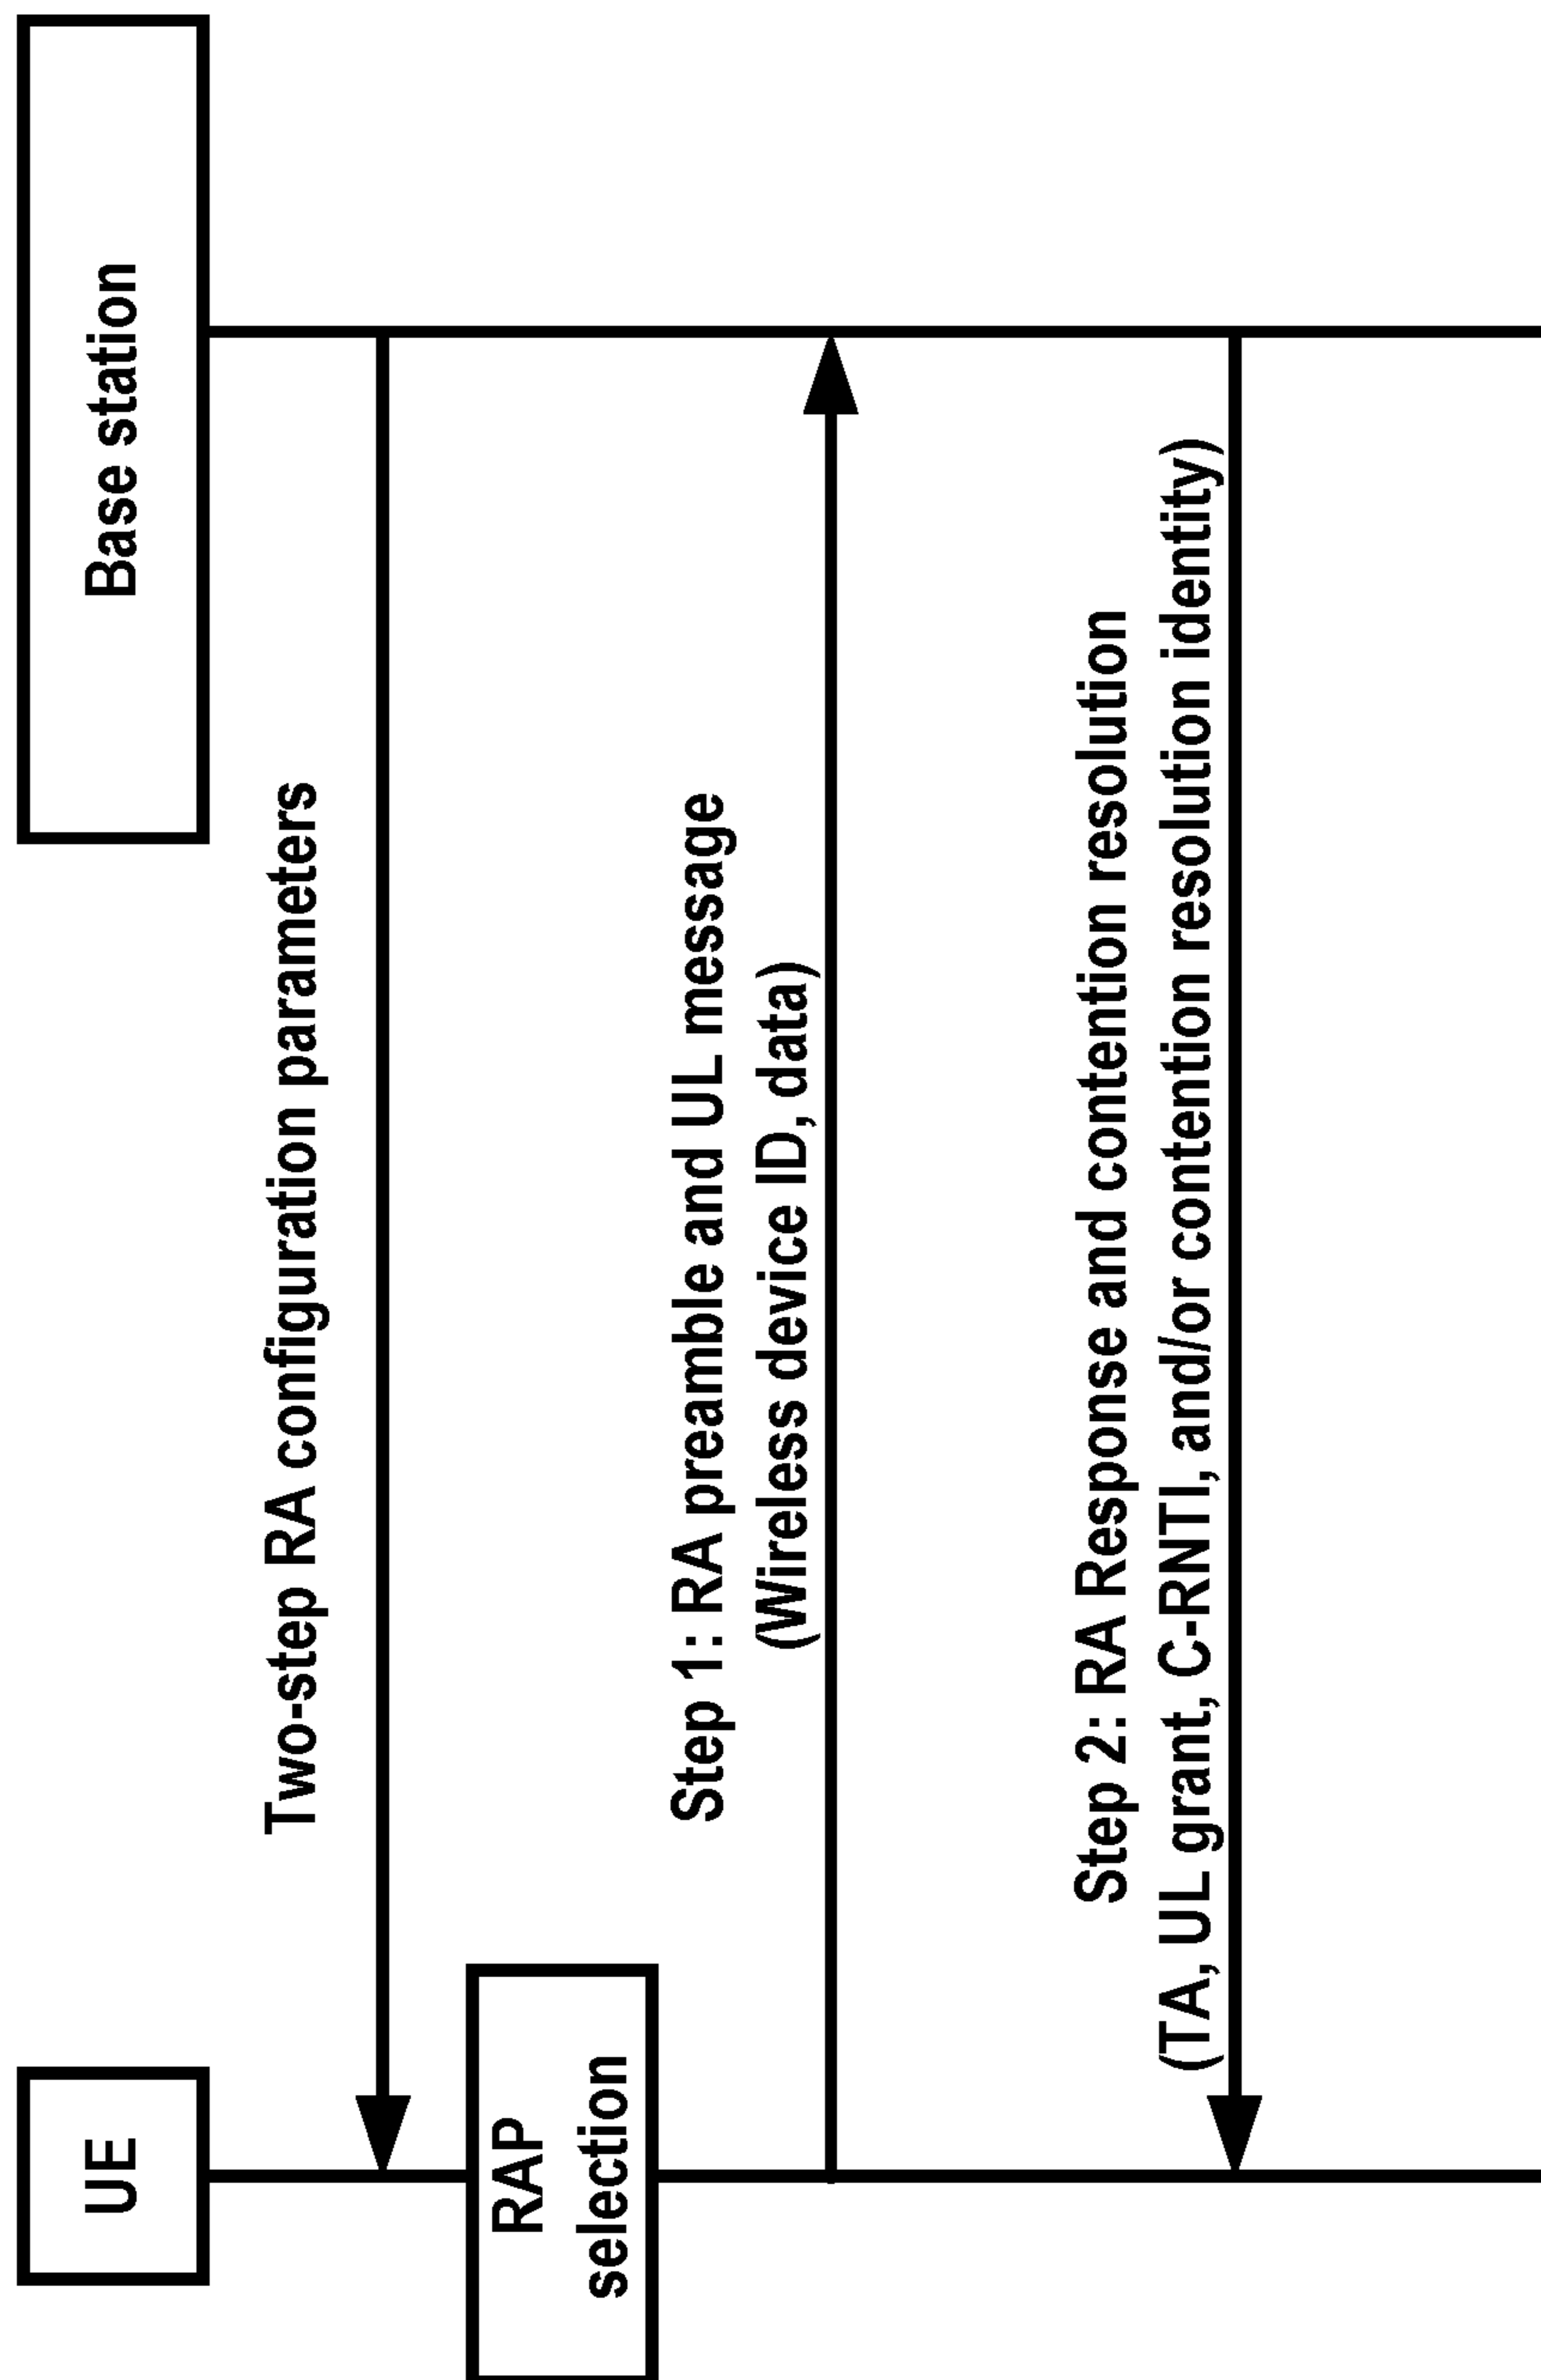 UE
Base station
Two-step RA configuration parameters
RAP
selection
Step 1: RA preamble and UL message
(Wireless device ID, data)
Step 2: RA Response and contention resolution
(TA, UL grant, C-RNTI, and/or contention resolution identity)